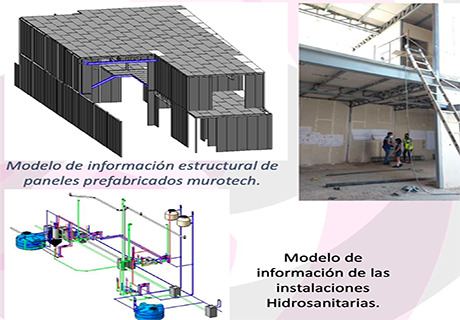 Modelo de información estructural de
paneles prefabricados murotech.
Modelo de
información de las
instalaciones
Hidrosanitarias.